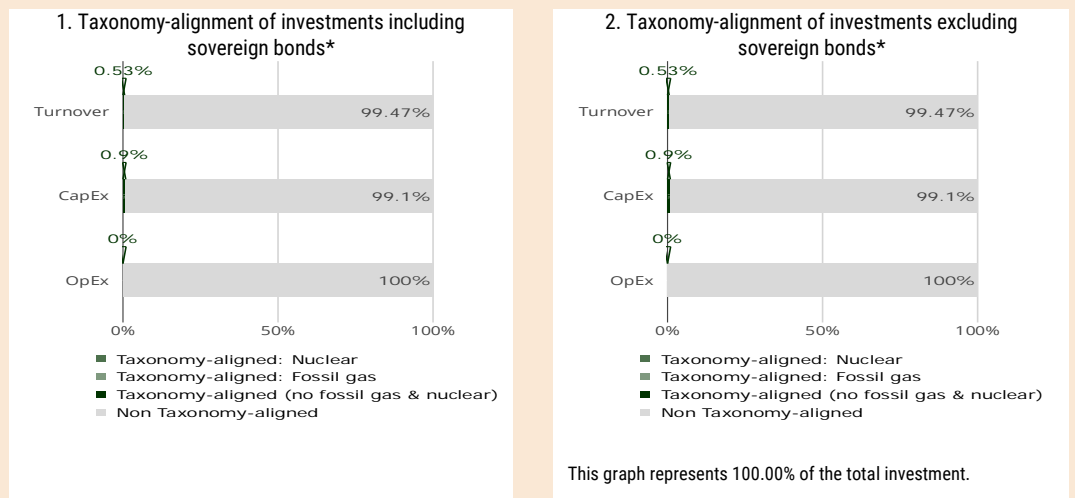 1. Taxonomy-alignment of investments including
sovereign bonds*
0.53%
Turnover
99.47%
0.9%
CapEx
99.1%
0%
OpEx
100%
0%
50%
100%
Taxonomy-aligned: Nuclear
Taxonomy-aligned: Fossil gas
Taxonomy-aligned (no fossil gas & nuclear)
Non Taxonomy-aligned
2. Taxonomy-alignment of investments excluding
sovereign bonds*
0.53%
Turnover
99.47%
0.9%
CapEx
99.1%
0%
OpEx
100%
0%
50%
100%
Taxonomy-aligned: Nuclear
Taxonomy-aligned: Fossil gas
Taxonomy-aligned (no fossil gas & nuclear)
Non Taxonomy-aligned
This graph represents 100.00% of the total investment.